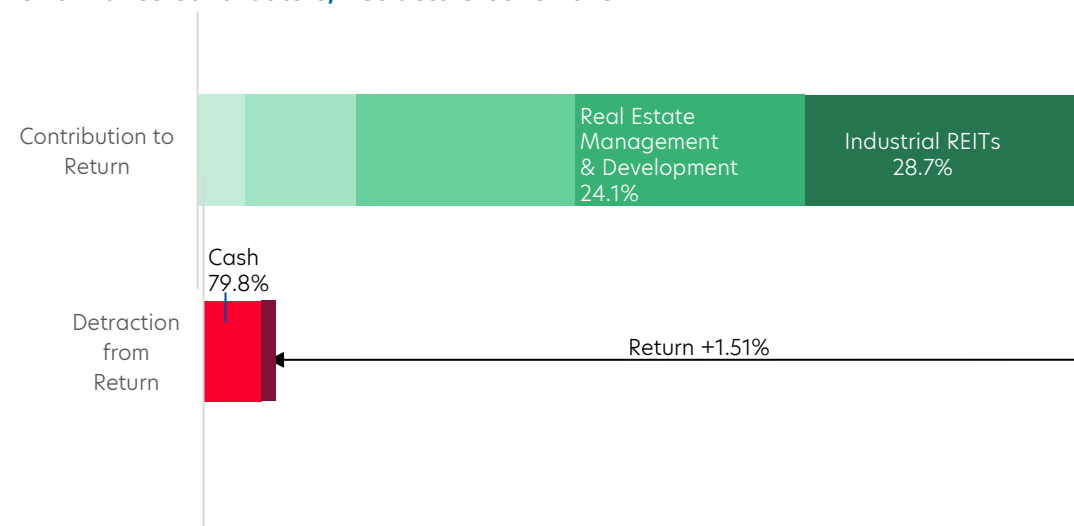 Real Estate
Management
& Development
24.1%
Contribution to
Return
Industrial REITs
28.7%
Cash
79.8%
Detraction
from
Return
Return +1.51%